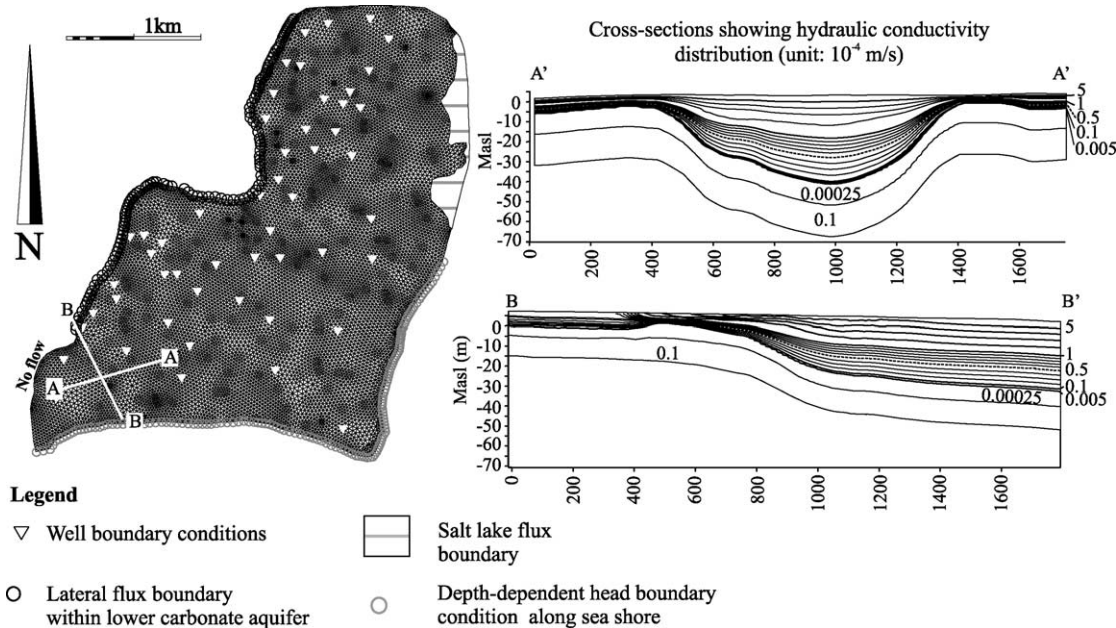 1km
N
No flow
B
A
A
B
Cross-sections showing hydraulic conductivity
distribution (unit: 10⁻⁴ m/s)
A'
A'
Masl
0
-10
-20
-30
-40
-50
-60
-70
5
1
0.5
0.1
0.005
0.00025
0.1
0
200
400
600
800
1000
1200
1400
1600
B
B'
Masl (m)
0
-10
-20
-30
-40
-50
-60
-70
5
1
0.5
0.1
0.005
0.1
0.00025
0
200
400
600
800
1000
1200
1400
1600
Legend
Well boundary conditions
Salt lake flux
boundary
Lateral flux boundary
within lower carbonate aquifer
Depth-dependent head boundary
condition along sea shore